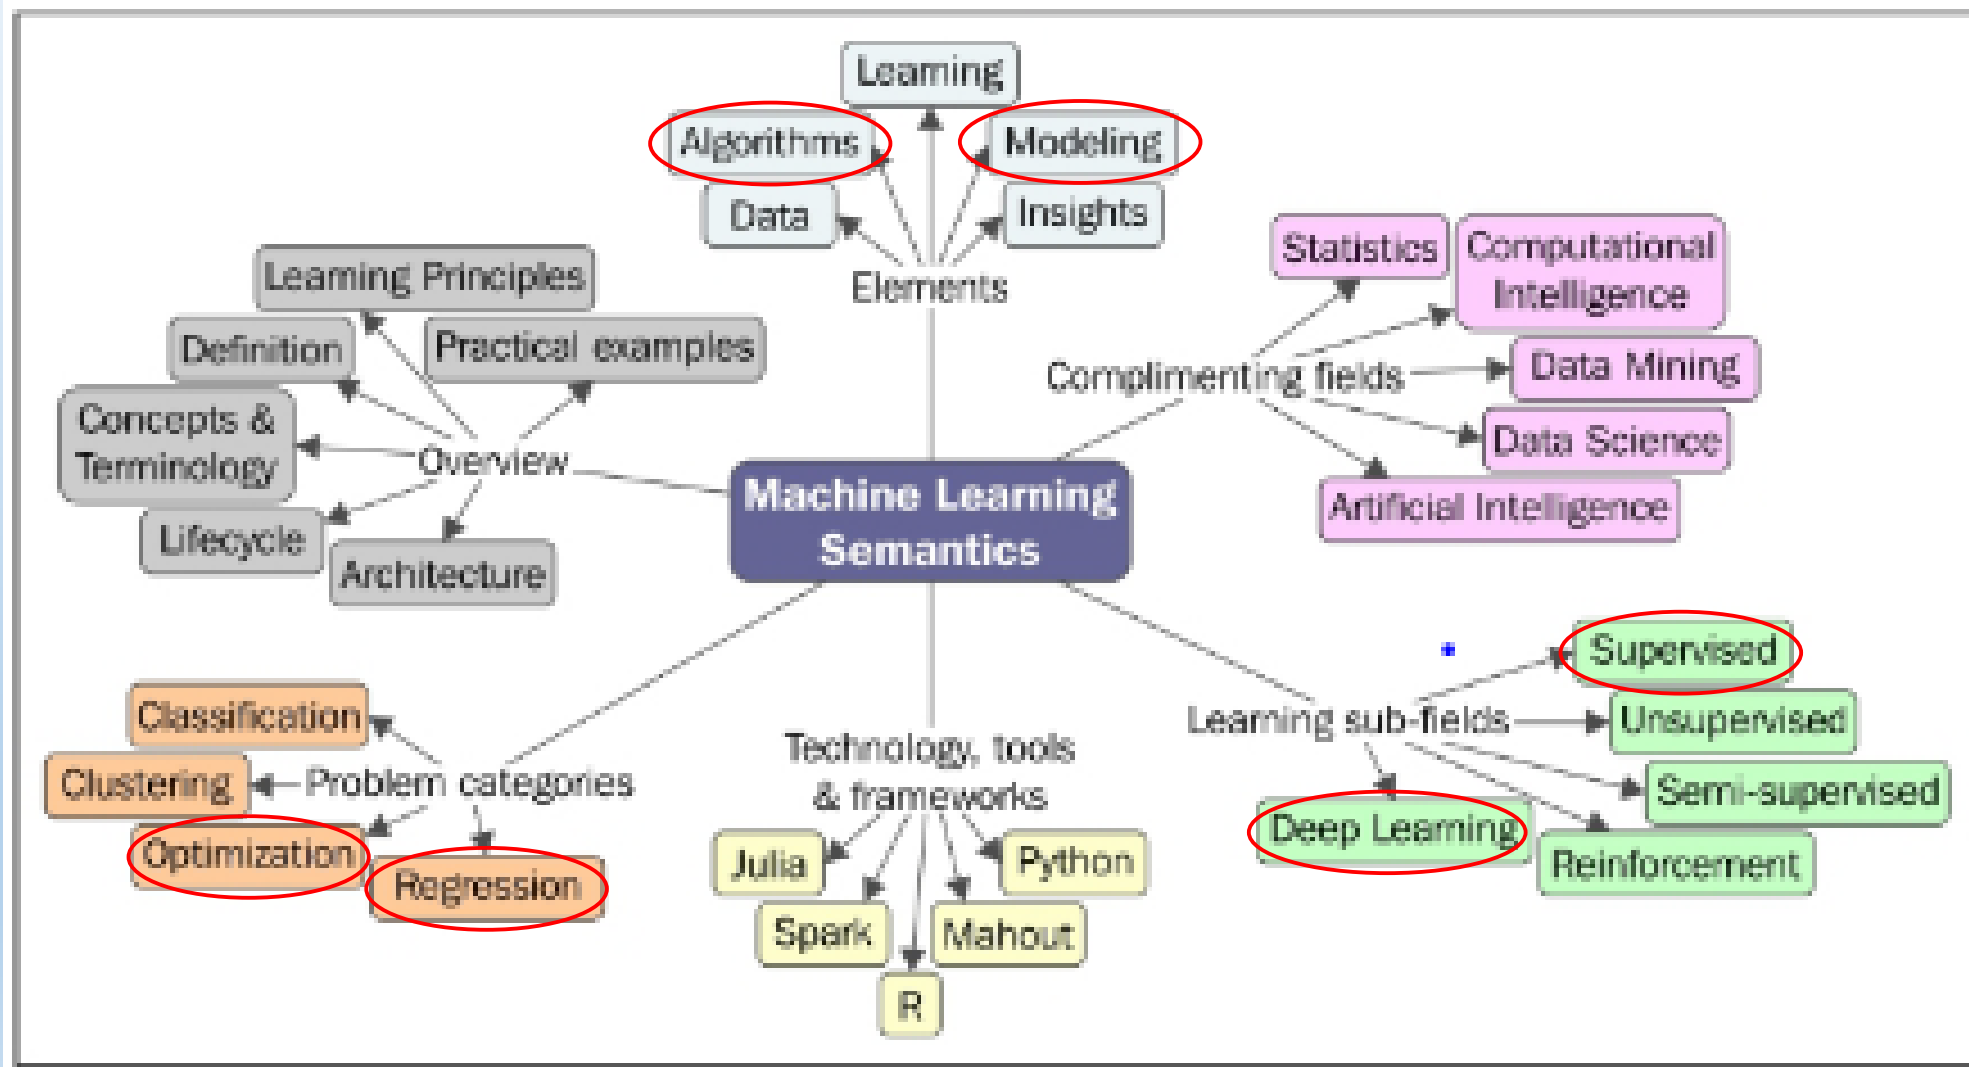 Learning
Algorithms
Modeling
Data
Insights
Elements
Learning Principles
Definition
Practical examples
Concepts &
Terminology
Overview
Lifecycle
Architecture
Statistics
Computational
Intelligence
Complimenting fields
Data Mining
Data Science
Artificial Intelligence
Machine Learning
Semantics
Classification
Clustering
Problem categories
Optimization
Regression
Technology, tools
& frameworks
Julia
Python
Spark
Mahout
R
Supervised
Learning sub-fields
Unsupervised
Semi-supervised
Deep Learning
Reinforcement